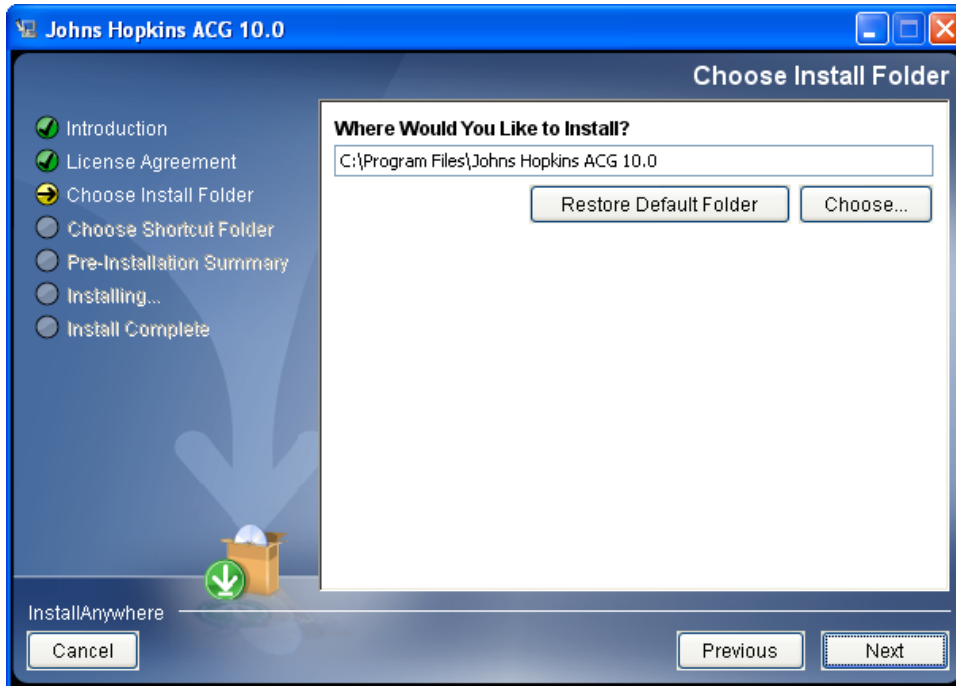 Johns Hopkins ACG 10.0
Choose Install Folder
Introduction
License Agreement
Choose Install Folder
Choose Shortcut Folder
Pre-Installation Summary
Installing...
Install Complete
Where Would You Like to Install?
C:\Program Files\Johns Hopkins ACG 10.0
Restore Default Folder
Choose...
InstallAnywhere
Cancel
Previous
Next